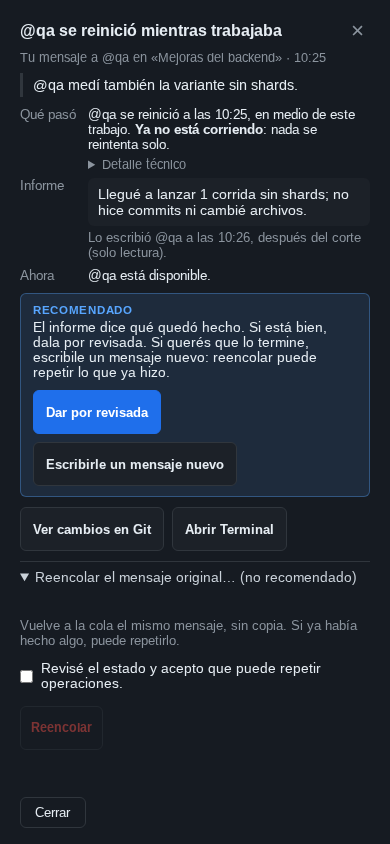 @qa se reinició mientras trabajaba ×
Tu mensaje a @qa en «Mejoras del backend» · 10:25
@qa medí también la variante sin shards.
Qué pasó @qa se reinició a las 10:25, en medio de este
trabajo. Ya no está corriendo: nada se
reintenta solo.
▶ Detalle técnico
Informe Llegué a lanzar 1 corrida sin shards; no
hice commits ni cambié archivos.
Lo escribió @qa a las 10:26, después del corte
(solo lectura).
Ahora @qa está disponible.
RECOMENDADO
El informe dice qué quedó hecho. Si está bien,
dala por revisada. Si querés que lo termine,
escribile un mensaje nuevo: reencolar puede
repetir lo que ya hizo.
Dar por revisada
Escribirle un mensaje nuevo
Ver cambios en Git Abrir Terminal
▼ Reencolar el mensaje original… (no recomendado)
Vuelve a la cola el mismo mensaje, sin copia. Si ya había
hecho algo, puede repetirlo.
Revisé el estado y acepto que puede repetir
operaciones.
Reencolar
Cerrar